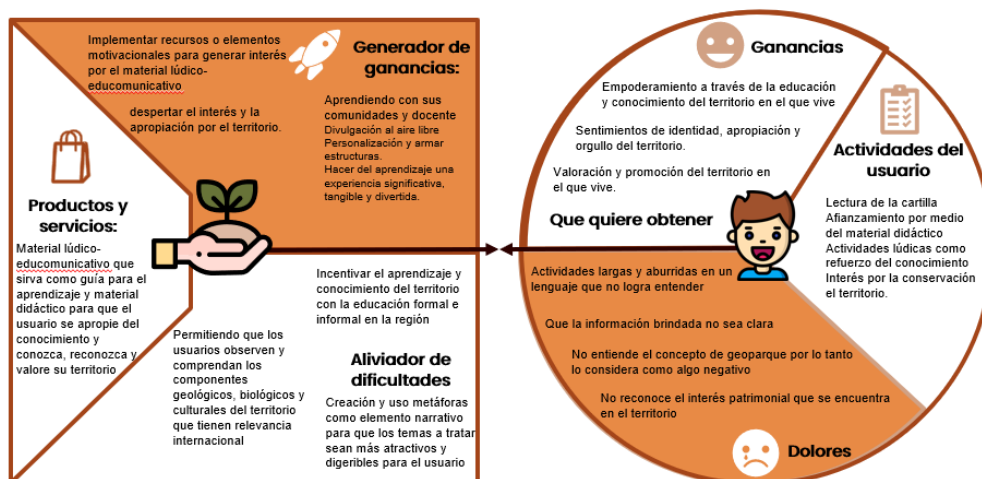 Implementar recursos o elementos
motivacionales para generar interés
por el material lúdico-
educomunicativo
despertar el interés y la
apropiación por el territorio.
Generador de
ganancias:
Aprendiendo con sus
comunidades y docente
Divulgación al aire libre
Personalización y armar
estructuras.
Hacer del aprendizaje una
experiencia significativa,
tangible y divertida.
Productos y
servicios:
Material lúdico-
educomunicativo que
sirva como guía para el
aprendizaje y material
didáctico para que el
usuario se apropie del
conocimiento y
conozca, reconozca y
valore su territorio
Incentivar el aprendizaje y
conocimiento del territorio
con la educación formal e
informal en la región
Permitiendo que los
usuarios observen y
comprendan los
componentes
geológicos, biológicos y
culturales del territorio
que tienen relevancia
internacional
Aliviador de
dificultades
Creación y uso metáforas
como elemento narrativo
para que los temas a tratar
sean más atractivos y
digeribles para el usuario
Ganancias
Empoderamiento a través de la educación
y conocimiento del territorio en el que vive
Sentimientos de identidad, apropiación y
orgullo del territorio.
Valoración y promoción del territorio en
el que vive.
Que quiere obtener
Actividades del
usuario
Lectura de la cartilla
Afianzamiento por medio
del material didáctico
Actividades lúdicas como
refuerzo del conocimiento
Interés por la conservación
el territorio.
Actividades largas y aburridas en un
lenguaje que no logra entender
Que la información brindada no sea clara
No entiende el concepto de geoparque por lo tanto
lo considera como algo negativo
No reconoce el interés patrimonial que se encuentra
en el territorio
Dolores